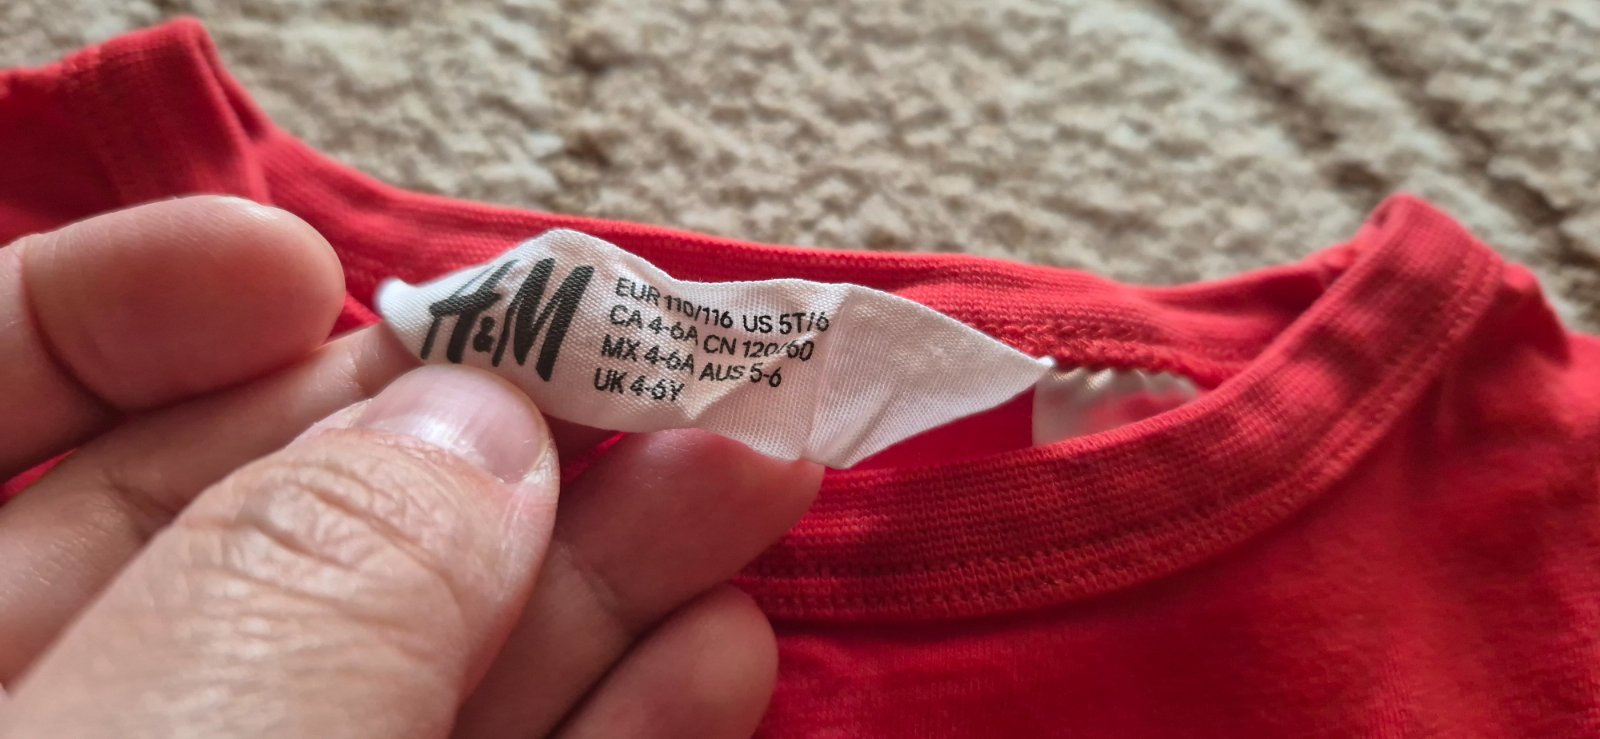 H&M
EUR 110/116 US 5T/6
CA 4-6A CN 120/60
MX 4-6A AUS 5-6
UK 4-6Y